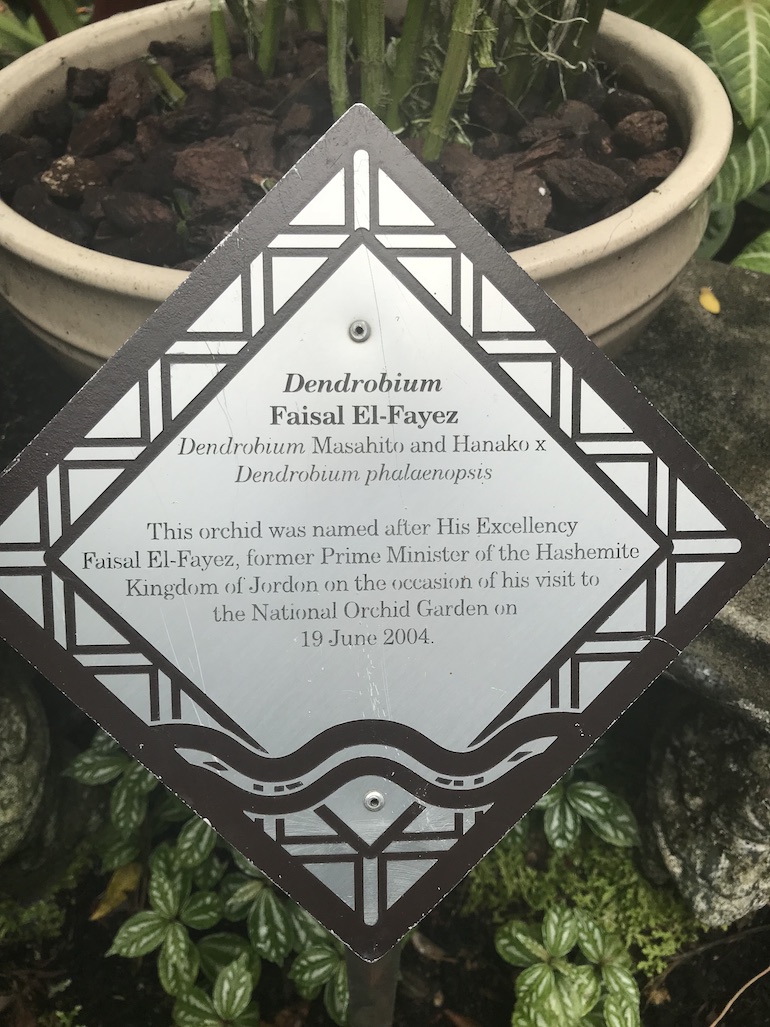 Dendrobium
Faisal El-Fayez
Dendrobium Masahito and Hanako x
Dendrobium phalaenopsis
This orchid was named after His Excellency
Faisal El-Fayez, former Prime Minister of the Hashemite
Kingdom of Jordon on the occasion of his visit to
the National Orchid Garden on
19 June 2004.